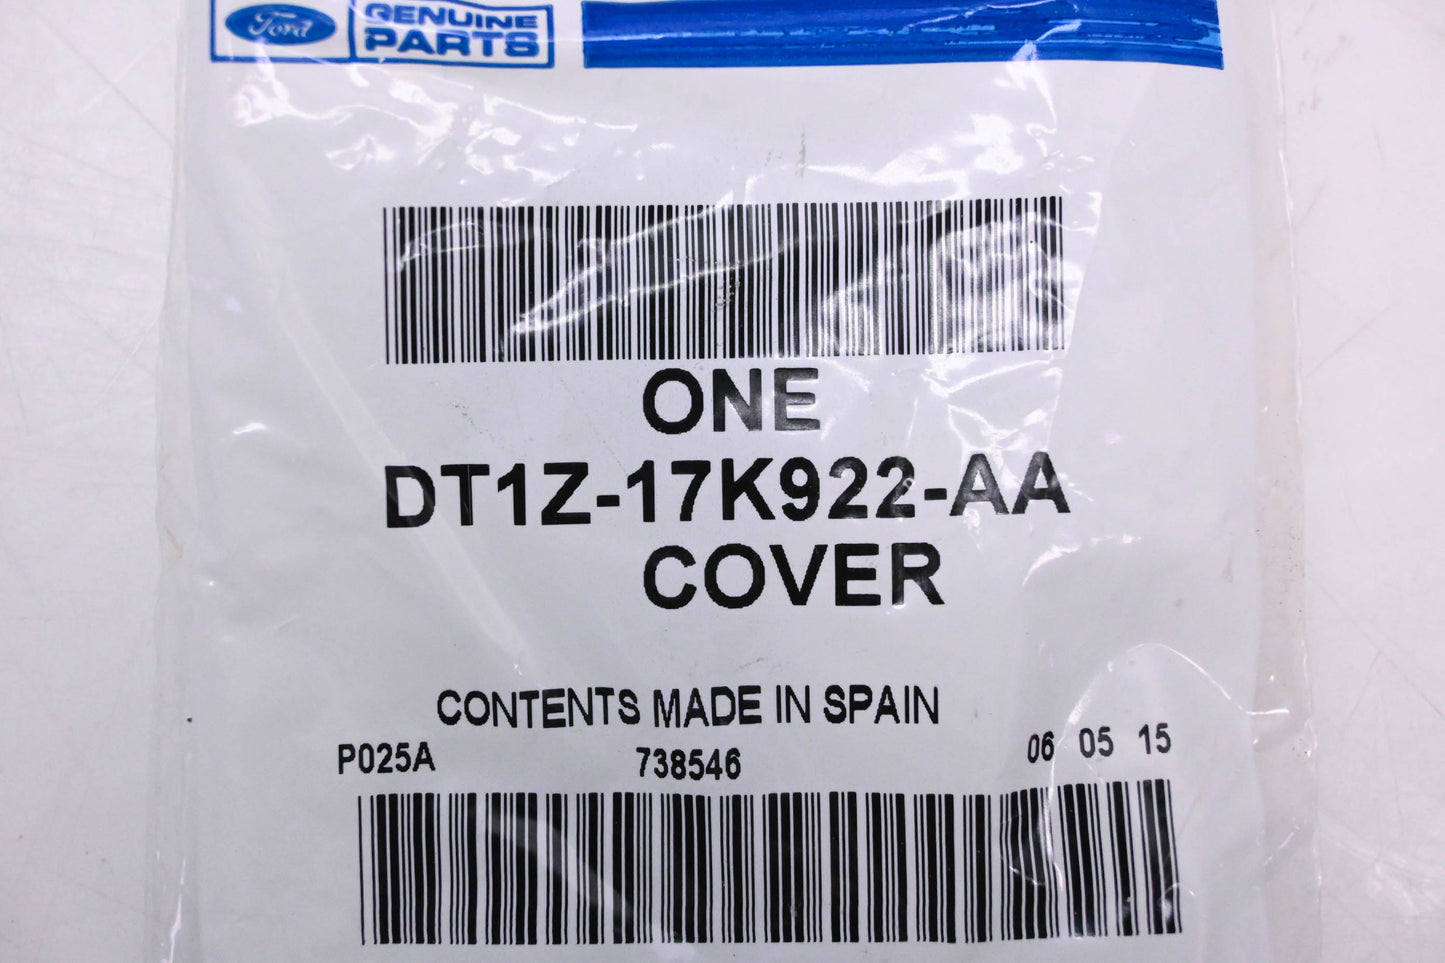 Ford GENUINE
PARTS
ONE
DT1Z-17K922-AA
COVER
CONTENTS MADE IN SPAIN
P025A 738546 06 05 15